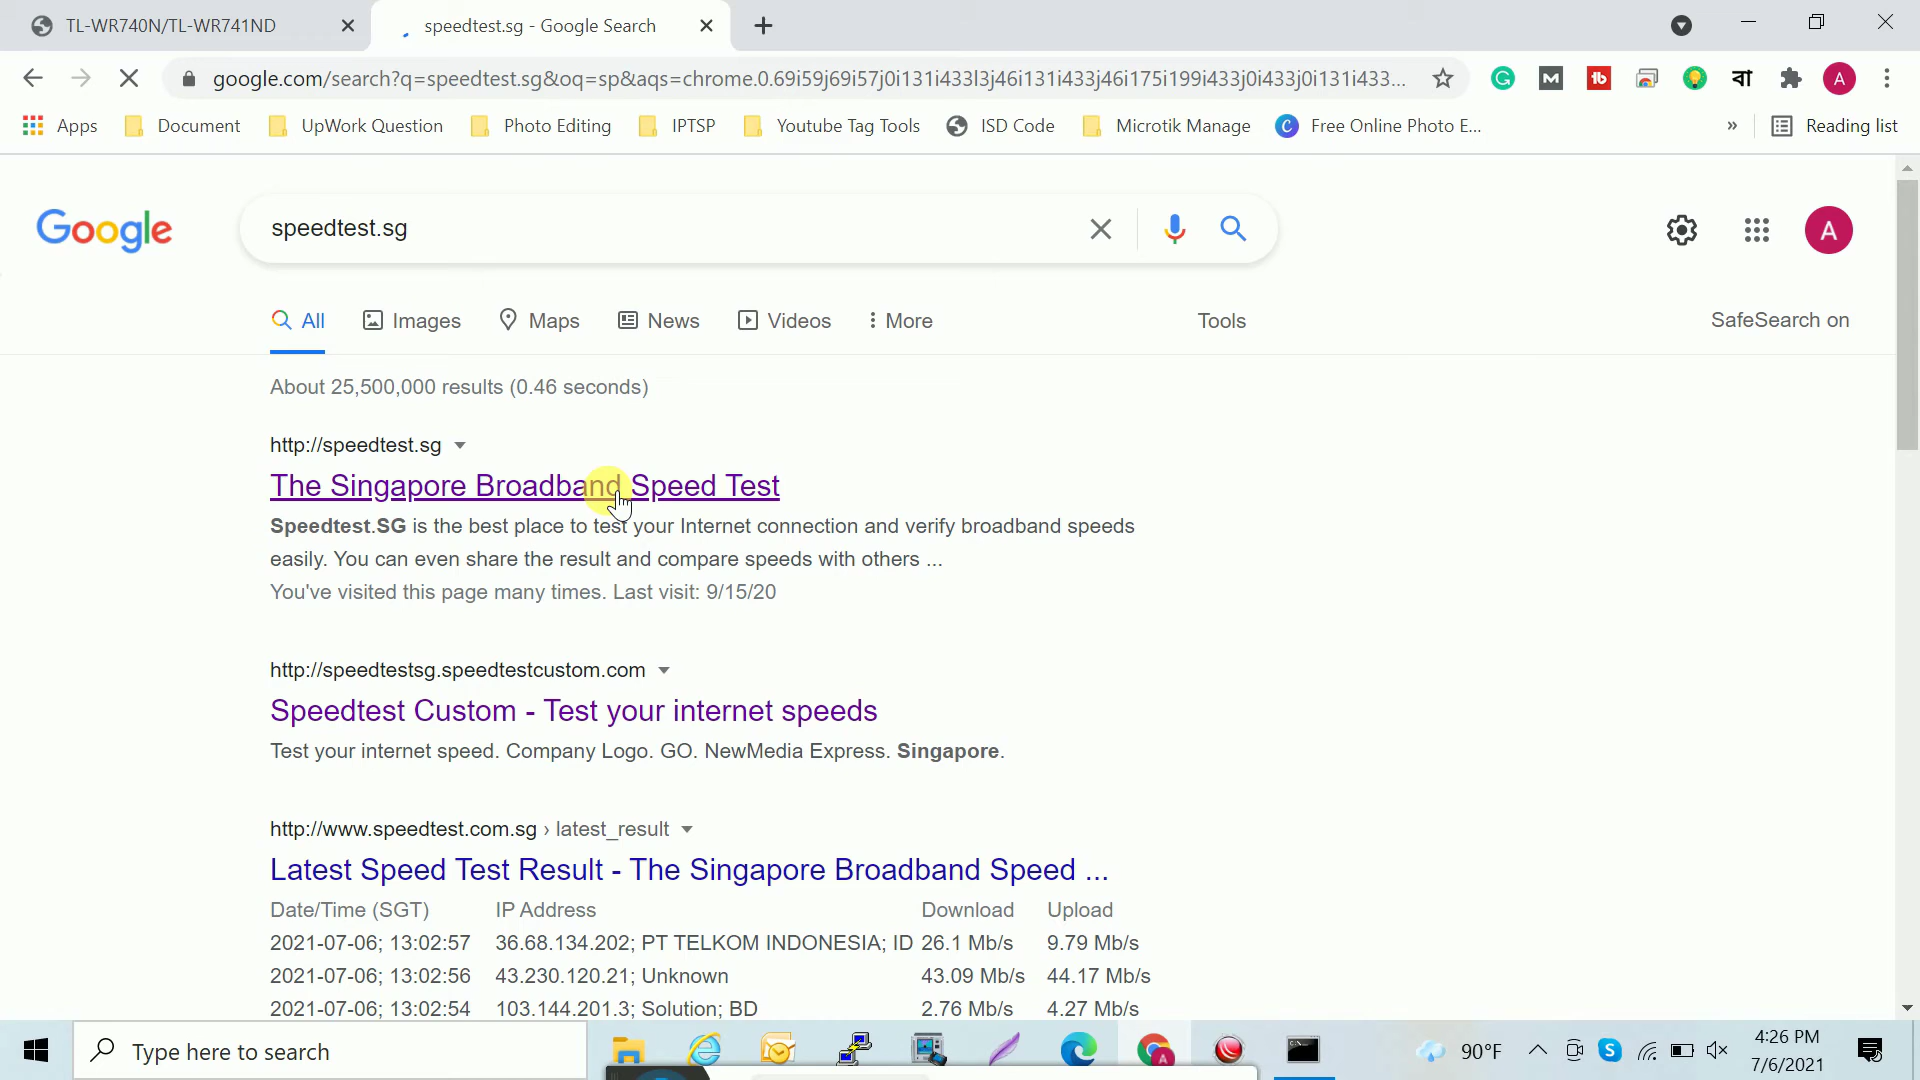 TL-WR740N/TL-WR741ND
speedtest.sg - Google Search
google.com/search?q=speedtest.sg&oq=sp&aqs=chrome.0.69i59j69i57j0i131i433l3j46i131i433j46i175i199i433j0i433j0i131i433...
Apps
Document
UpWork Question
Photo Editing
IPTSP
Youtube Tag Tools
ISD Code
Microtik Manage
Free Online Photo E...
»
Reading list
Google
speedtest.sg
A
All
Images
Maps
News
Videos
More
Tools
SafeSearch on
About 25,500,000 results (0.46 seconds)
http://speedtest.sg
The Singapore Broadband Speed Test
Speedtest.SG is the best place to test your Internet connection and verify broadband speeds
easily. You can even share the result and compare speeds with others ...
You've visited this page many times. Last visit: 9/15/20
http://speedtestsg.speedtestcustom.com
Speedtest Custom - Test your internet speeds
Test your internet speed. Company Logo. GO. NewMedia Express. Singapore.
http://www.speedtest.com.sg › latest_result
Latest Speed Test Result - The Singapore Broadband Speed ...
Date/Time (SGT) IP Address Download Upload
2021-07-06; 13:02:57 36.68.134.202; PT TELKOM INDONESIA; ID 26.1 Mb/s 9.79 Mb/s
2021-07-06; 13:02:56 43.230.120.21; Unknown 43.09 Mb/s 44.17 Mb/s
2021-07-06; 13:02:54 103.144.201.3; Solution; BD 2.76 Mb/s 4.27 Mb/s
Type here to search
90°F
4:26 PM
7/6/2021